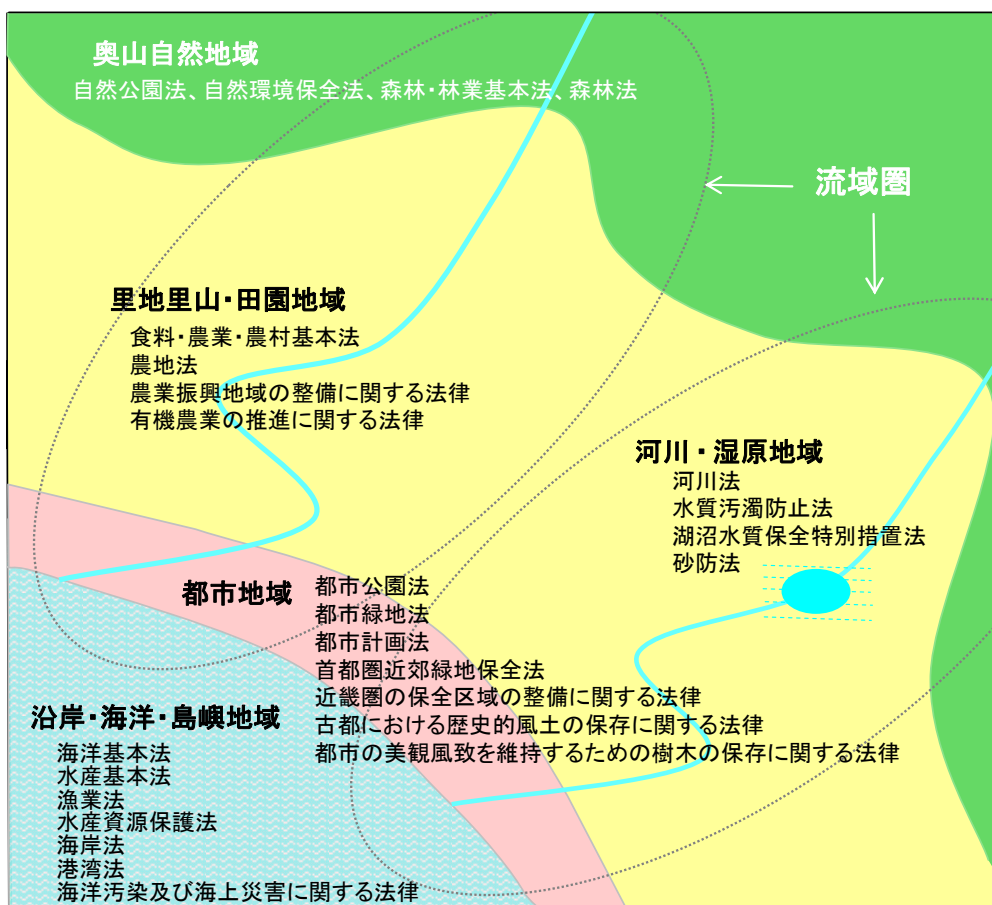 奥山自然地域
自然公園法、自然環境保全法、森林・林業基本法、森林法
流域圏
里地里山・田園地域
食料・農業・農村基本法
農地法
農業振興地域の整備に関する法律
有機農業の推進に関する法律
河川・湿原地域
河川法
水質汚濁防止法
湖沼水質保全特別措置法
砂防法
都市地域
都市公園法
都市緑地法
都市計画法
首都圏近郊緑地保全法
近畿圏の保全区域の整備に関する法律
古都における歴史的風土の保存に関する法律
都市の美観風致を維持するための樹木の保存に関する法律
沿岸・海洋・島嶼地域
海洋基本法
水産基本法
漁業法
水産資源保護法
海岸法
港湾法
海洋汚染及び海上災害に関する法律